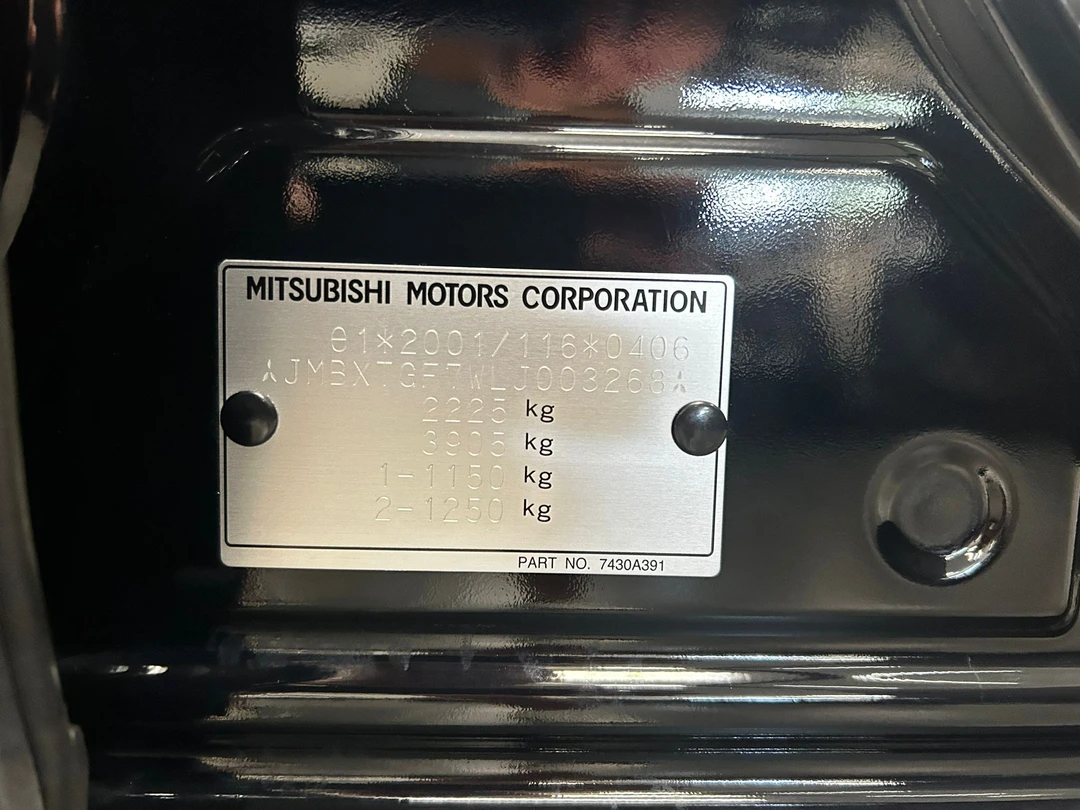 MITSUBISHI MOTORS CORPORATION
e1*2001/116*0406
JMBXTGF7WLJ003268
2225 kg
3905 kg
1-1150 kg
2-1250 kg
PART NO. 7430A391